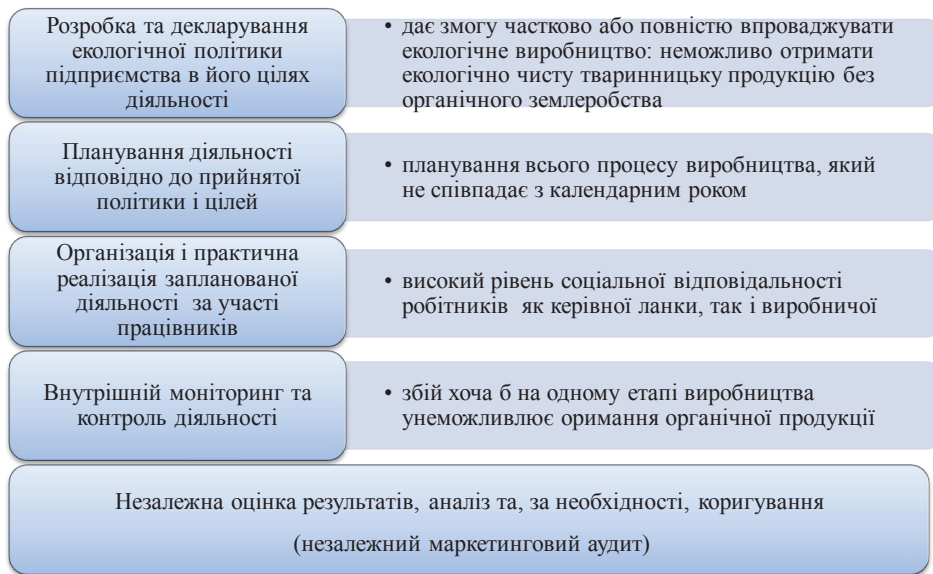 Розробка та декларування
екологічної політики
підприємства в його цілях
діяльності
• дає змогу частково або повністю впроваджувати
екологічне виробництво: неможливо отримати
екологічно чисту тваринницьку продукцію без
органічного землеробства
Планування діяльності
відповідно до прийнятої
політики і цілей
• планування всього процесу виробництва, який
не співпадає з календарним роком
Організація і практична
реалізація запланованої
діяльності за участі
працівників
• високий рівень соціальної відповідальності
робітників як керівної ланки, так і виробничої
Внутрішній моніторинг та
контроль діяльності
• збій хоча б на одному етапі виробництва
унеможливлює оримання органічної продукції
Незалежна оцінка результатів, аналіз та, за необхідності, коригування
(незалежний маркетинговий аудит)